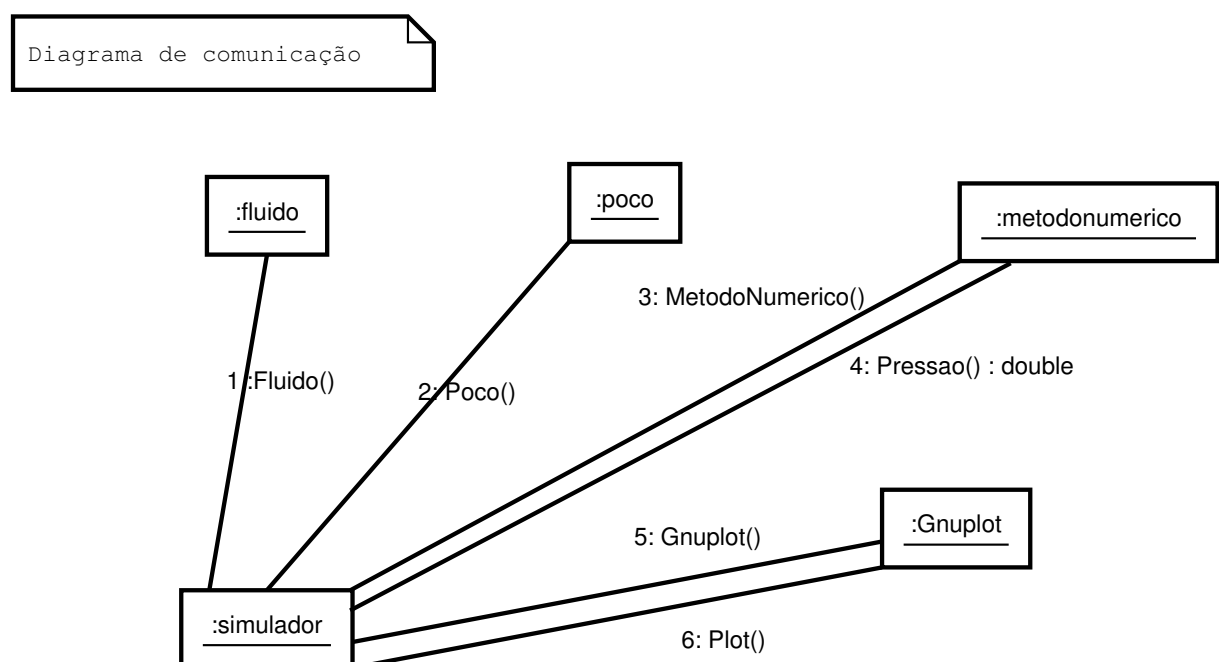 Diagrama de comunicação
:fluido
:poco
:metodonumerico
3: MetodoNumerico()
4: Pressao() : double
1 :Fluido()
2: Poco()
:Gnuplot
5: Gnuplot()
:simulador
6: Plot()